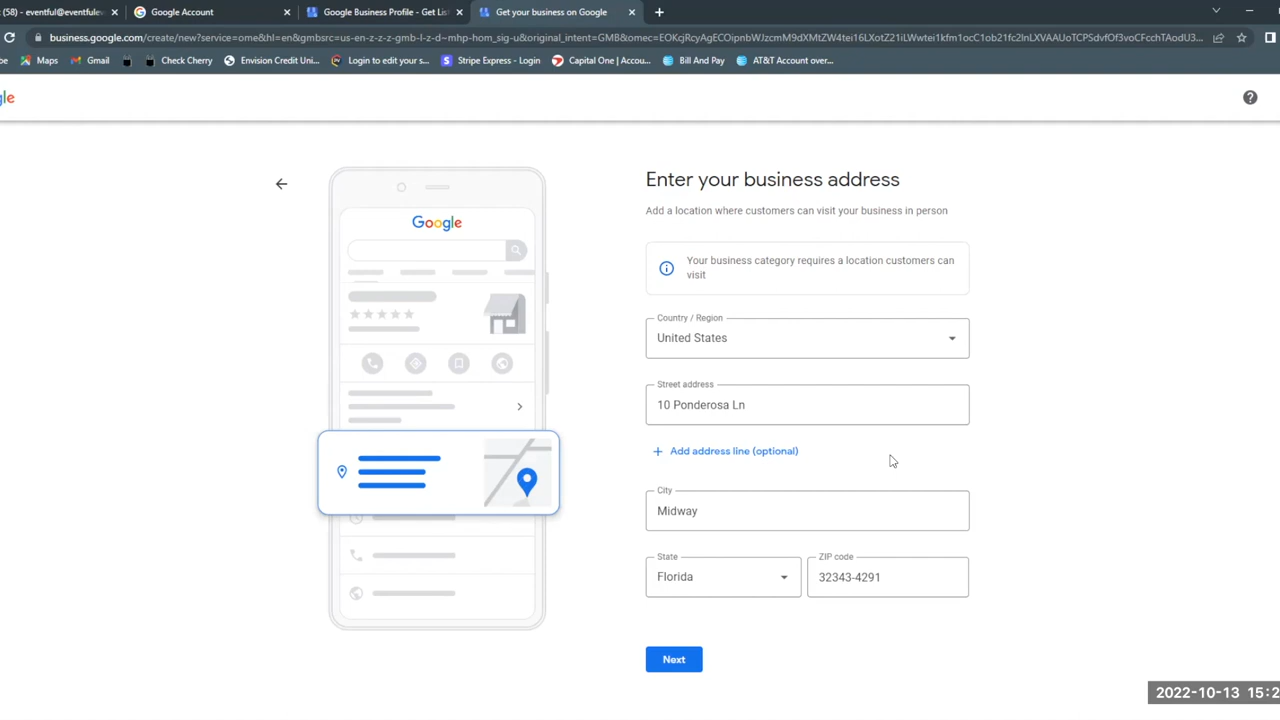 (58) - eventful@eventfulev
Google Account
Google Business Profile - Get Lis
Get your business on Google
business.google.com/create/new?service=ome&hl=en&gmbsrc=us-en-z-z-z-gmb-l-z-d~mhp-hom_sig-u&original_intent=GMB&omec=
be
Maps
Gmail
Check Cherry
Envision Credit Uni...
Login to edit your s...
Stripe Express - Login
Capital One | Accou...
Bill And Pay
AT&T Account over...
gle
Enter your business address
Add a location where customers can visit your business in person
Google
Your business category requires a location customers can
visit
Country / Region
United States
Street address
10 Ponderosa Ln
+ Add address line (optional)
City
Midway
State
Florida
ZIP code
32343-4291
Next
2022-10-13 15:2